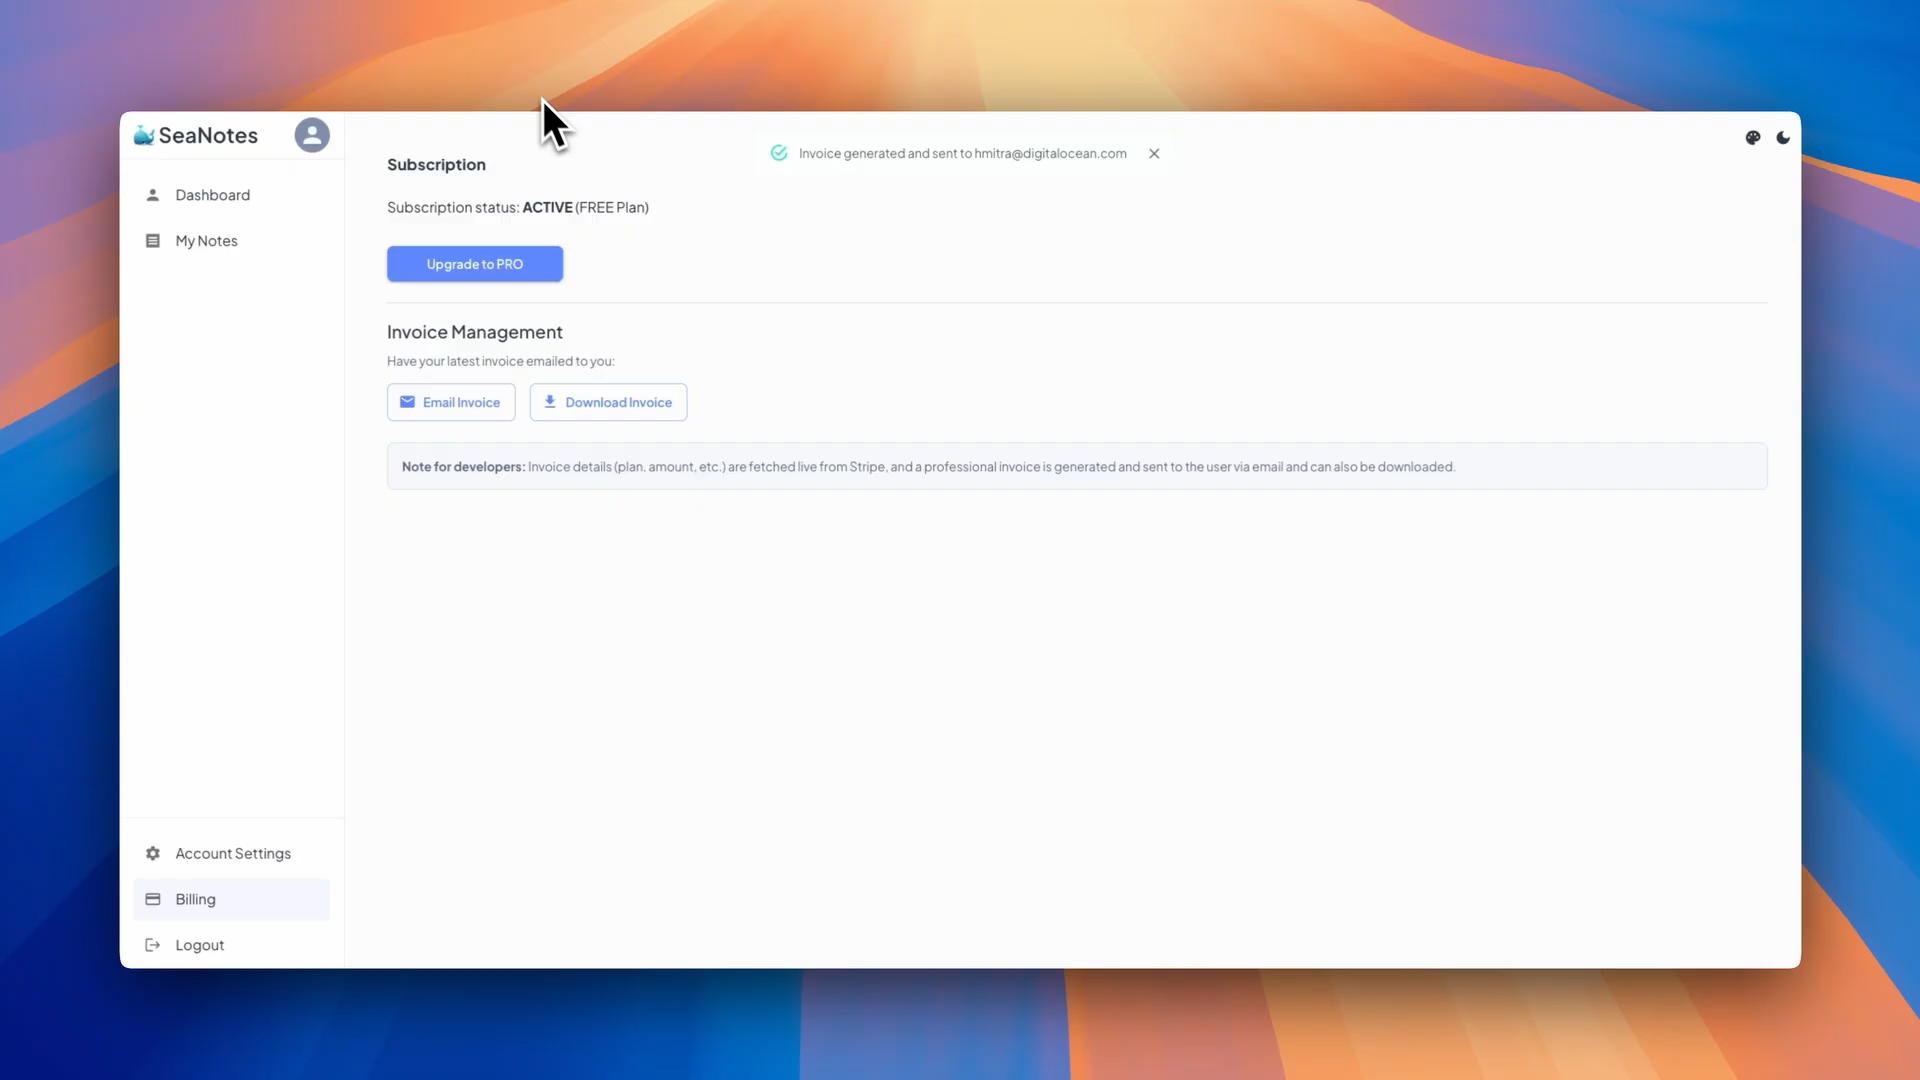 SeaNotes
Dashboard
My Notes
Account Settings
Billing
Logout
Invoice generated and sent to hmitra@digitalocean.com
Subscription
Subscription status: ACTIVE (FREE Plan)
Upgrade to PRO
Invoice Management
Have your latest invoice emailed to you:
Email Invoice
Download Invoice
Note for developers: Invoice details (plan, amount, etc.) are fetched live from Stripe, and a professional invoice is generated and sent to the user via email and can also be downloaded.